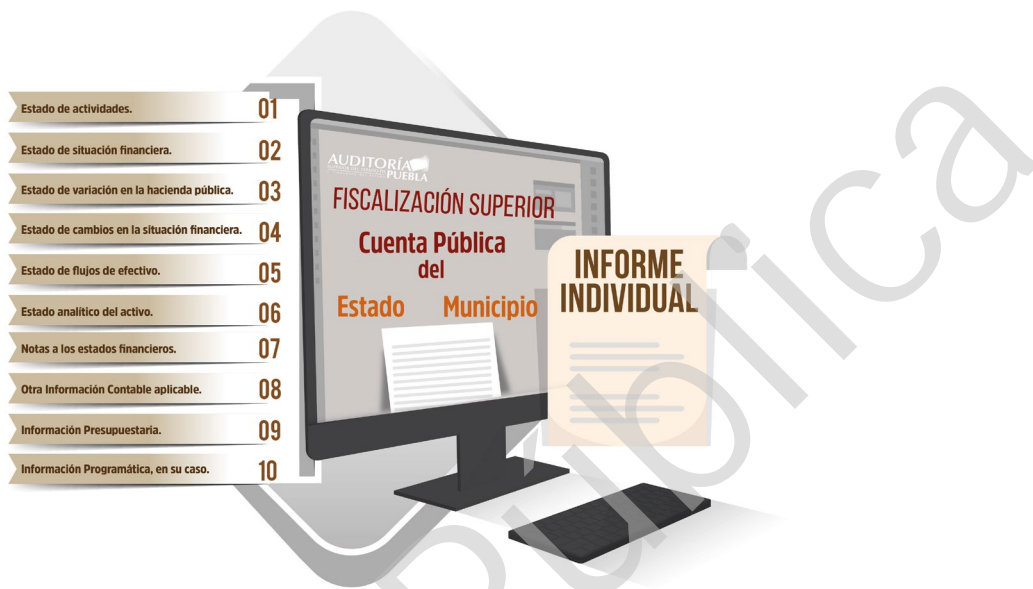 Estado de actividades. 01
Estado de situación financiera. 02
Estado de variación en la hacienda pública. 03
Estado de cambios en la situación financiera. 04
Estado de flujos de efectivo. 05
Estado analítico del activo. 06
Notas a los estados financieros. 07
Otra Información Contable aplicable. 08
Información Presupuestaria. 09
Información Programática, en su caso. 10
AUDITORÍA
PUEBLA
FISCALIZACIÓN SUPERIOR
Cuenta Pública
del
Estado Municipio
INFORME
INDIVIDUAL
Pública